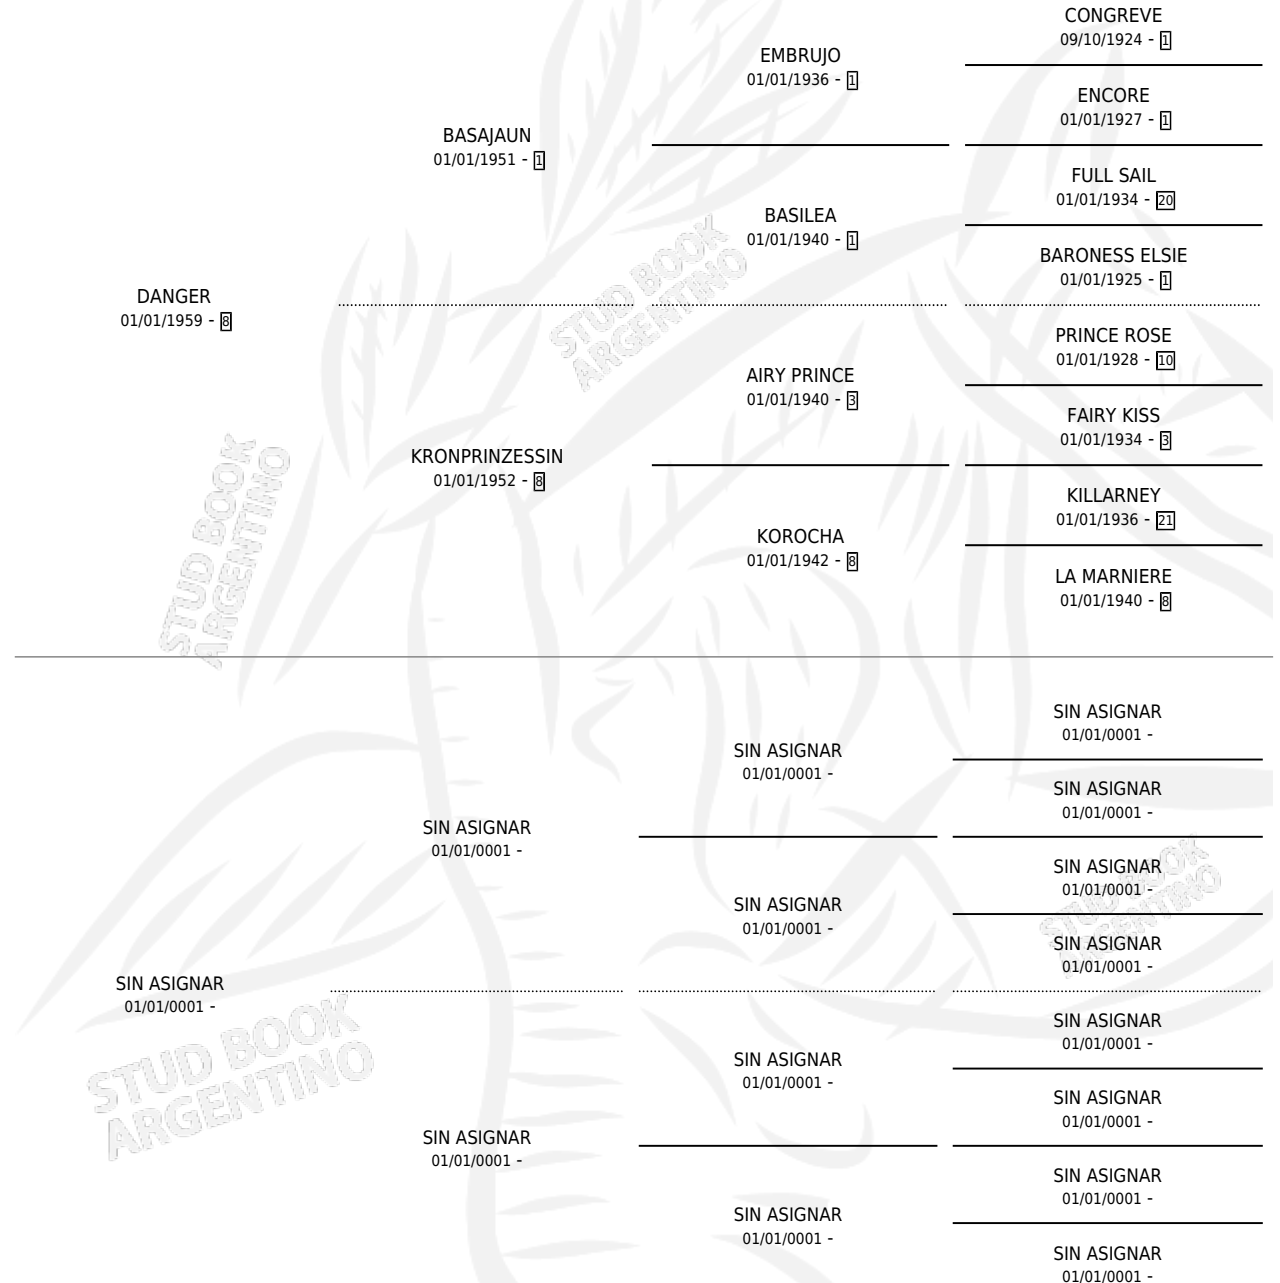 CONGREVE
09/10/1924 - 1
EMBRUJO
01/01/1936 - 1
ENCORE
01/01/1927 - 1
BASAJAUN
01/01/1951 - 1
FULL SAIL
01/01/1934 - 20
BASILEA
01/01/1940 - 1
BARONESS ELSIE
01/01/1925 - 1
DANGER
01/01/1959 - 8
PRINCE ROSE
01/01/1928 - 10
AIRY PRINCE
01/01/1940 - 3
FAIRY KISS
01/01/1934 - 3
KRONPRINZESSIN
01/01/1952 - 8
KILLARNEY
01/01/1936 - 21
KOROCHA
01/01/1942 - 8
LA MARNIERE
01/01/1940 - 8
STUD BOOK
ARGENTINO
STUD BOOK
ARGENTINO
SIN ASIGNAR
01/01/0001 -
SIN ASIGNAR
01/01/0001 -
SIN ASIGNAR
01/01/0001 -
SIN ASIGNAR
01/01/0001 -
SIN ASIGNAR
01/01/0001 -
SIN ASIGNAR
01/01/0001 -
SIN ASIGNAR
01/01/0001 -
SIN ASIGNAR
01/01/0001 -
SIN ASIGNAR
01/01/0001 -
SIN ASIGNAR
01/01/0001 -
SIN ASIGNAR
01/01/0001 -
SIN ASIGNAR
01/01/0001 -
SIN ASIGNAR
01/01/0001 -
SIN ASIGNAR
01/01/0001 -
SIN ASIGNAR
01/01/0001 -
STUD BOOK
ARGENTINO
STUD BOOK
ARGENTINO